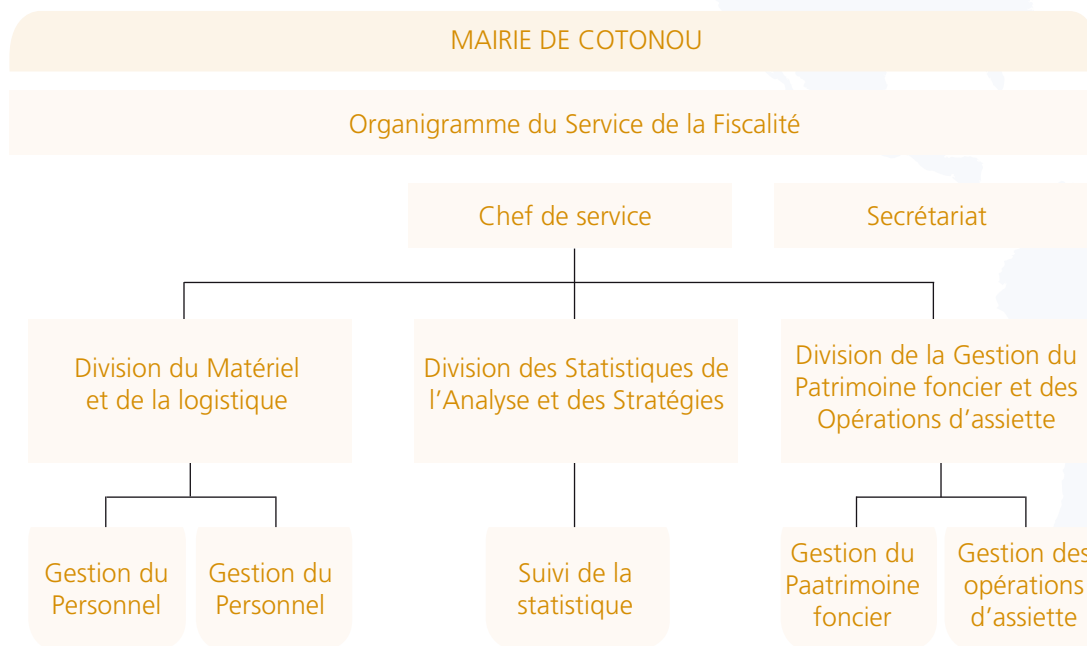 MAIRIE DE COTONOU
Organigramme du Service de la Fiscalité
Chef de service
Secrétariat
Division du Matériel
et de la logistique
Division des Statistiques de
l'Analyse et des Stratégies
Division de la Gestion du
Patrimoine foncier et des
Opérations d'assiette
Gestion du
Personnel
Gestion du
Personnel
Suivi de la
statistique
Gestion du
Paatrimoine
foncier
Gestion des
opérations
d'assiette